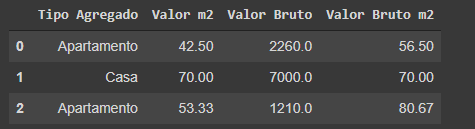 Tipo Agregado Valor m2 Valor Bruto Valor Bruto m2
0 Apartamento 42.50 2260.0 56.50
1 Casa 70.00 7000.0 70.00
2 Apartamento 53.33 1210.0 80.67